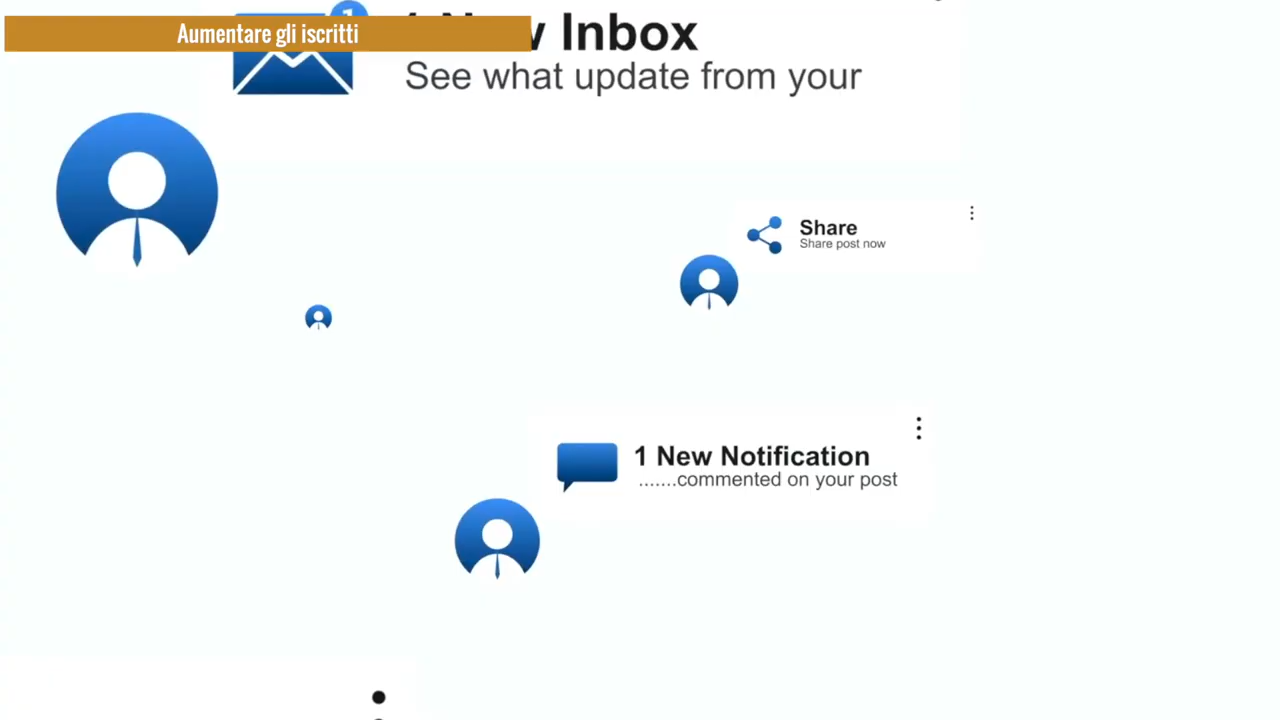 Aumentare gli iscritti
Inbox
See what update from your
Share
Share post now
1 New Notification
.......commented on your post